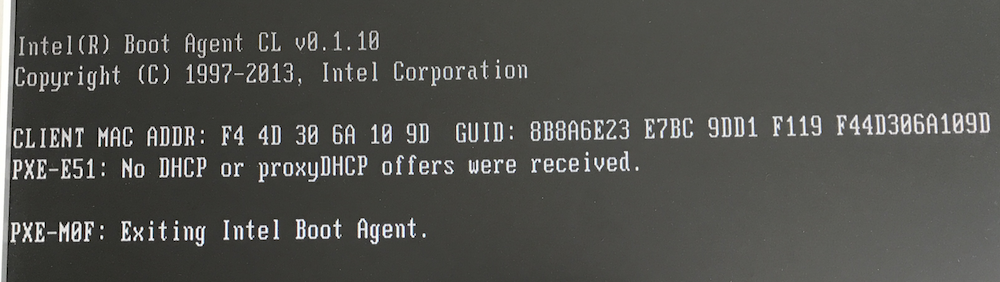 Intel(R) Boot Agent CL v0.1.10
Copyright (C) 1997-2013, Intel Corporation
CLIENT MAC ADDR: F4 4D 30 6A 10 9D  GUID: 8B8A6E23 E7BC 9DD1 F119 F44D306A109D
PXE-E51: No DHCP or proxyDHCP offers were received.
PXE-M0F: Exiting Intel Boot Agent.